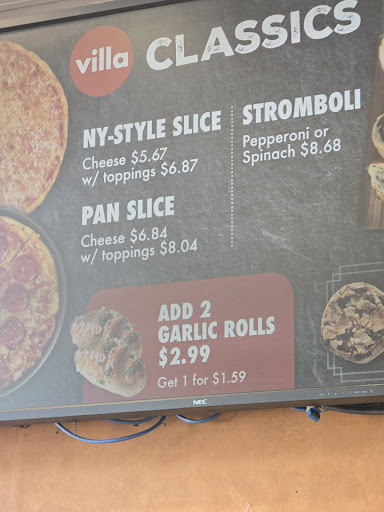 villa CLASSICS
NY-STYLE SLICE
Cheese $5.67
w/ toppings $6.87
PAN SLICE
Cheese $6.84
w/ toppings $8.04
STROMBOLI
Pepperoni or
Spinach $8.68
ADD 2
GARLIC ROLLS
$2.99
Get 1 for $1.59
NEC